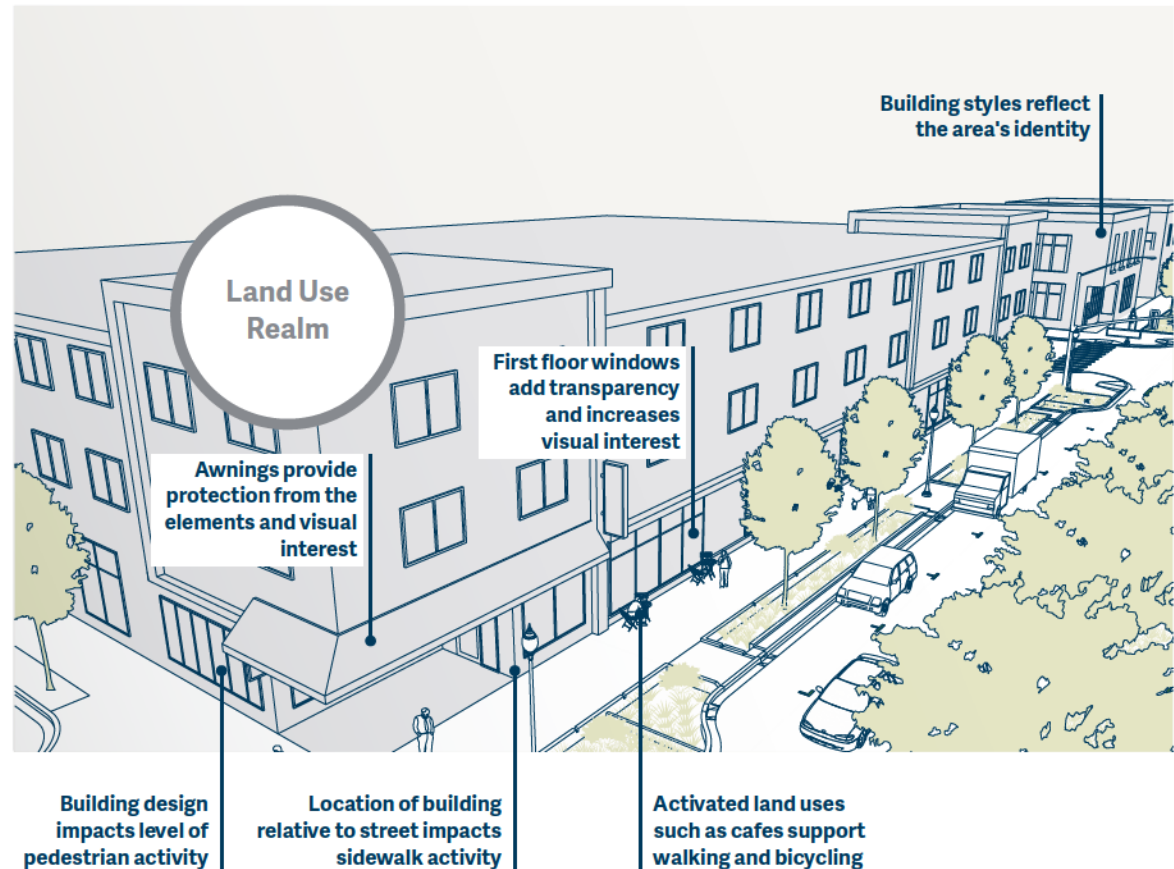 Building styles reflect
the area's identity
Land Use
Realm
First floor windows
add transparency
and increases
visual interest
Awnings provide
protection from the
elements and visual
interest
Building design
impacts level of
pedestrian activity
Location of building
relative to street impacts
sidewalk activity
Activated land uses
such as cafes support
walking and bicycling